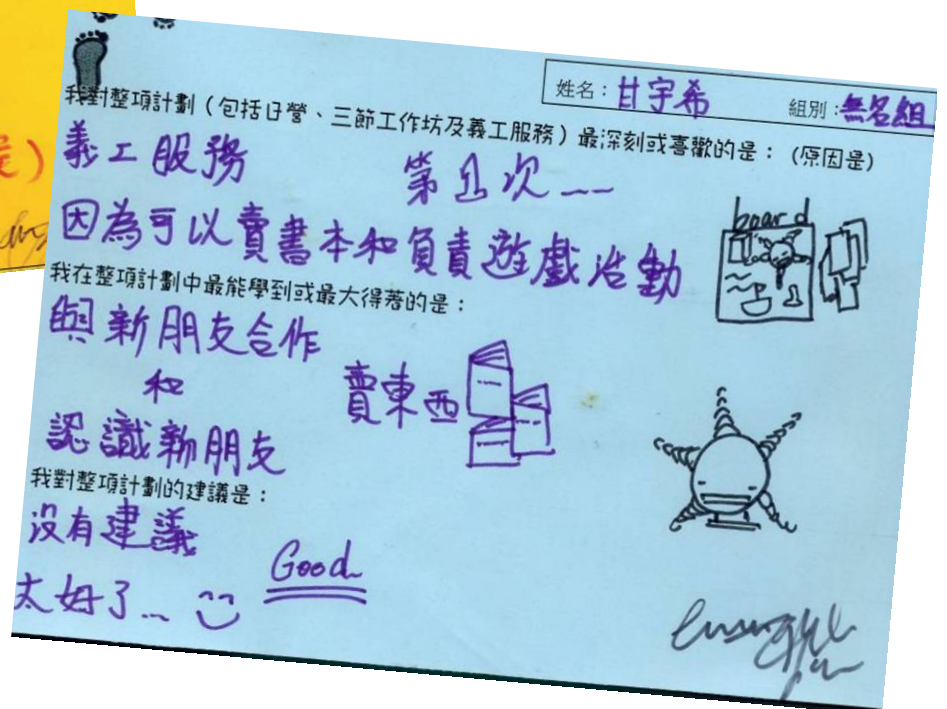 姓名：甘宇希 組別：無名組
我對整項計劃（包括日營、三節工作坊及義工服務）最深刻或喜歡的是：（原因是）
義工服務 第1次...
因為可以賣書本和負責遊戲活動
board
我在整項計劃中最能學到或最大得著的是：
與新朋友合作
和
賣東西
認識新朋友
我對整項計劃的建議是：
沒有建議
太好了... Good